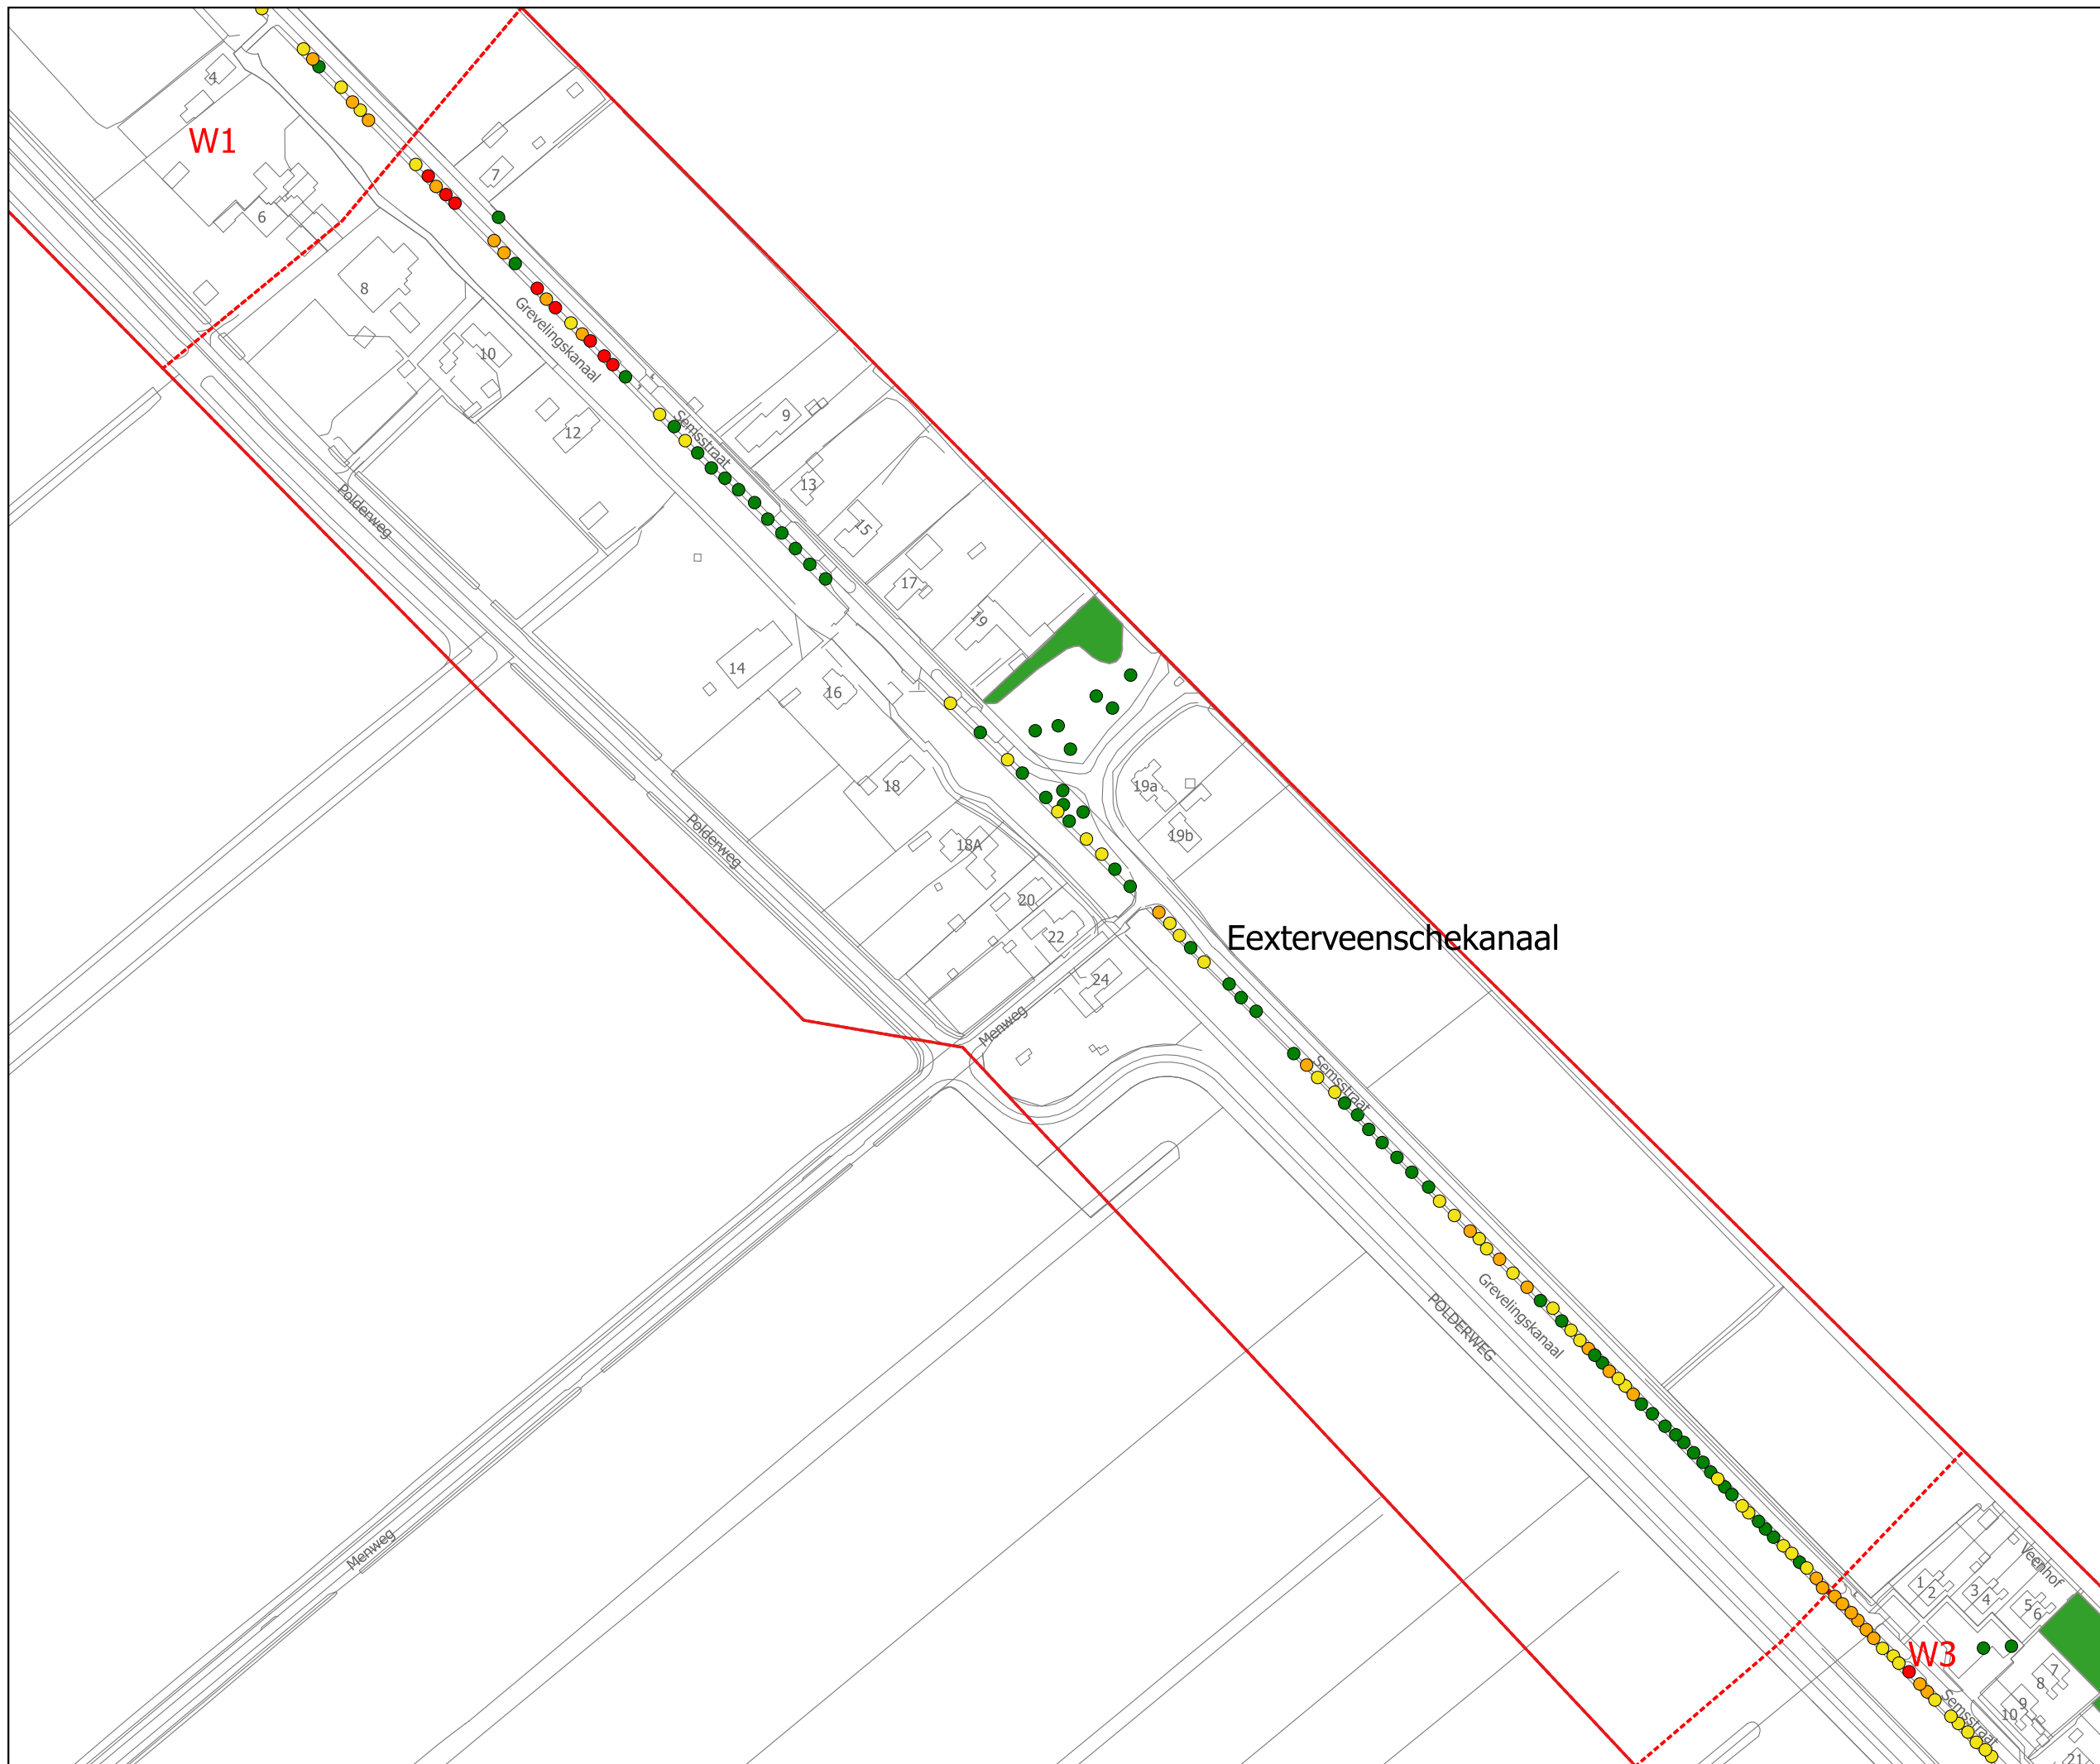 4
W1
7
6
8
Grevelingskanaal
10
9
12
Semsstraat
13
Polderweg
15
17
19
14
16
18
19a
Polderweg
19b
18A
20
22
Eexterveenschekanaal
24
Menweg
Semsstraat
Grevelingskanaal
POLDERWEG
Menweg
Veenhof
1
2
3
4
5
6
W3
7
8
9
10
Semsstraat
21